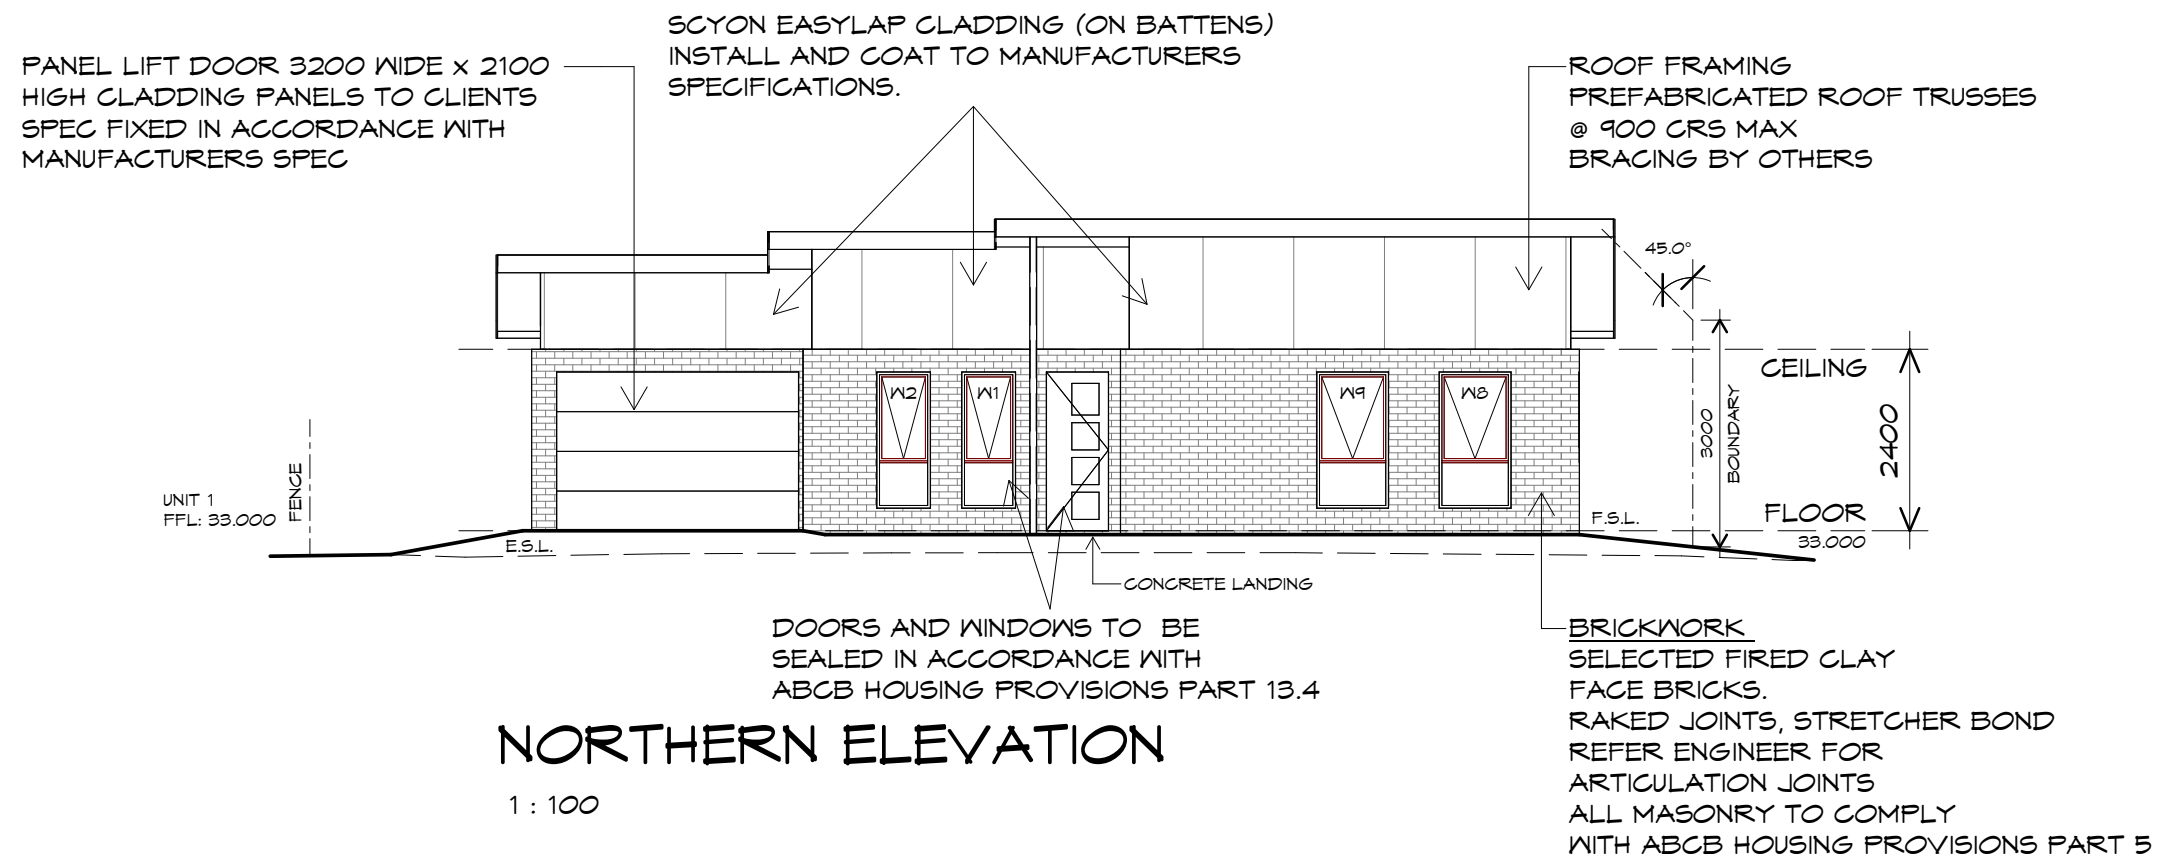 SCYON EASYLAP CLADDING (ON BATTENS)
INSTALL AND COAT TO MANUFACTURERS
SPECIFICATIONS.
PANEL LIFT DOOR 3200 WIDE x 2100
HIGH CLADDING PANELS TO CLIENTS
SPEC FIXED IN ACCORDANCE WITH
MANUFACTURERS SPEC
ROOF FRAMING
PREFABRICATED ROOF TRUSSES
@ 900 CRS MAX
BRACING BY OTHERS
45.0°
CEILING
3000
BOUNDARY
2400
W2
W1
W9
W8
UNIT 1
FFL: 33.000
FENCE
E.S.L.
F.S.L.
FLOOR
33.000
CONCRETE LANDING
DOORS AND WINDOWS TO BE
SEALED IN ACCORDANCE WITH
ABCB HOUSING PROVISIONS PART 13.4
BRICKWORK
SELECTED FIRED CLAY
FACE BRICKS.
RAKED JOINTS, STRETCHER BOND
REFER ENGINEER FOR
ARTICULATION JOINTS
ALL MASONRY TO COMPLY
WITH ABCB HOUSING PROVISIONS PART 5
NORTHERN ELEVATION
1 : 100